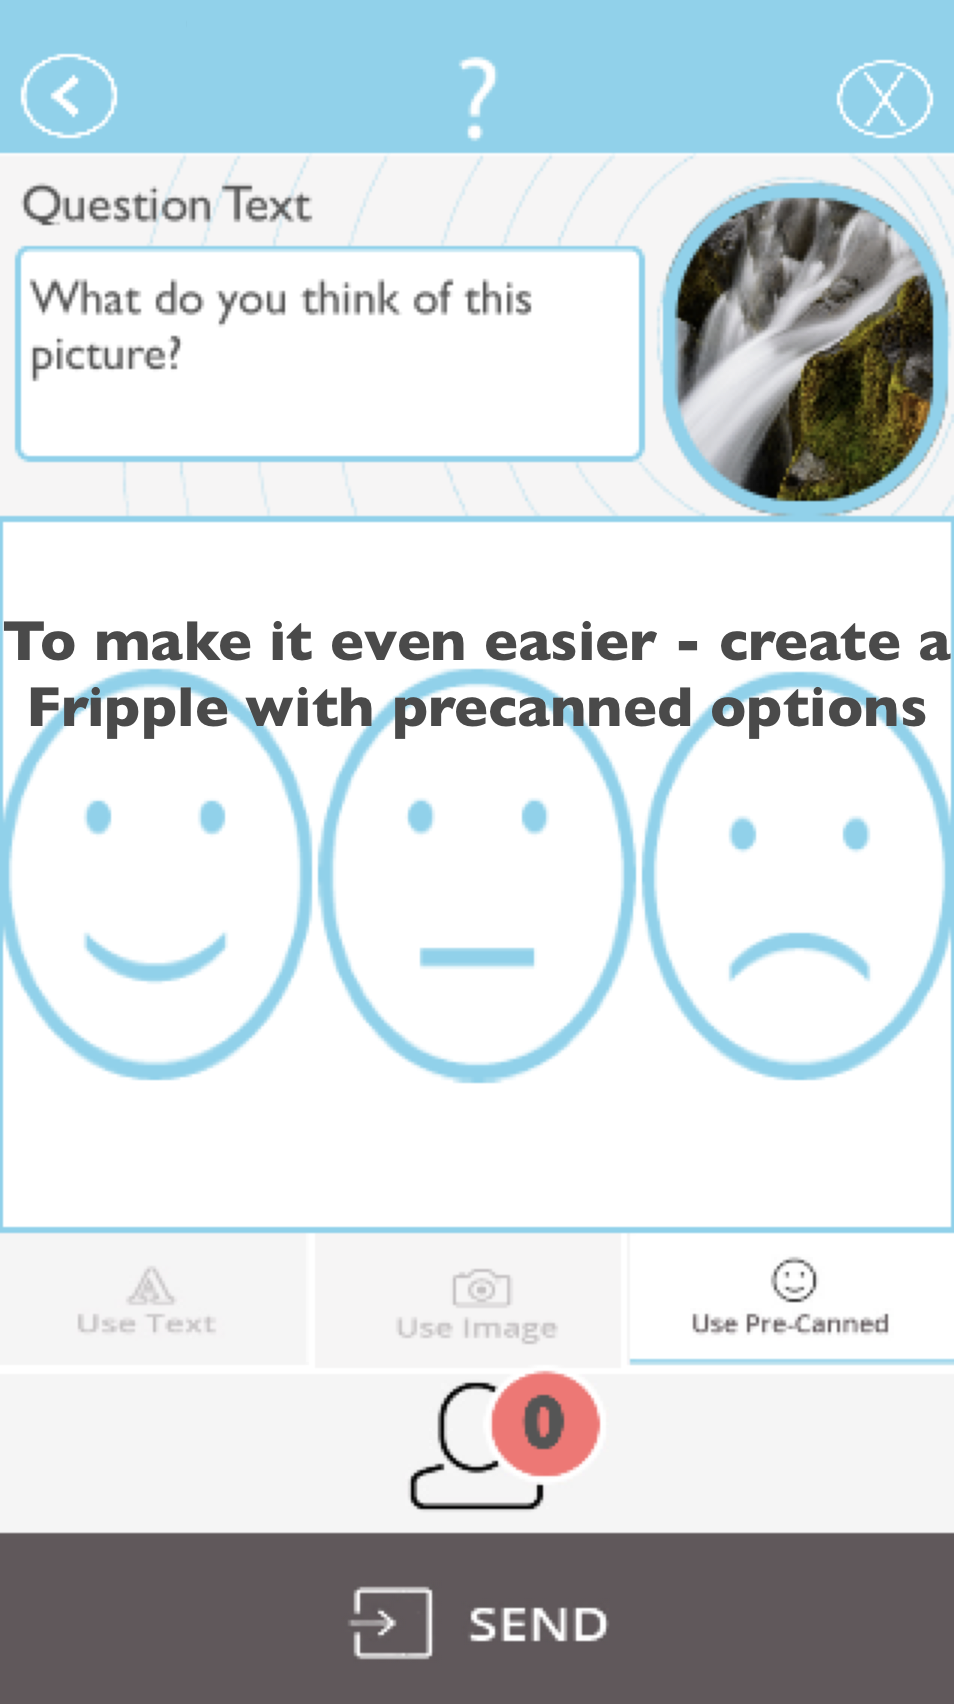 ?
X
Question Text
What do you think of this
picture?
To make it even easier - create a
Fripple with precanned options
Use Text
Use Image
Use Pre-Canned
0
SEND